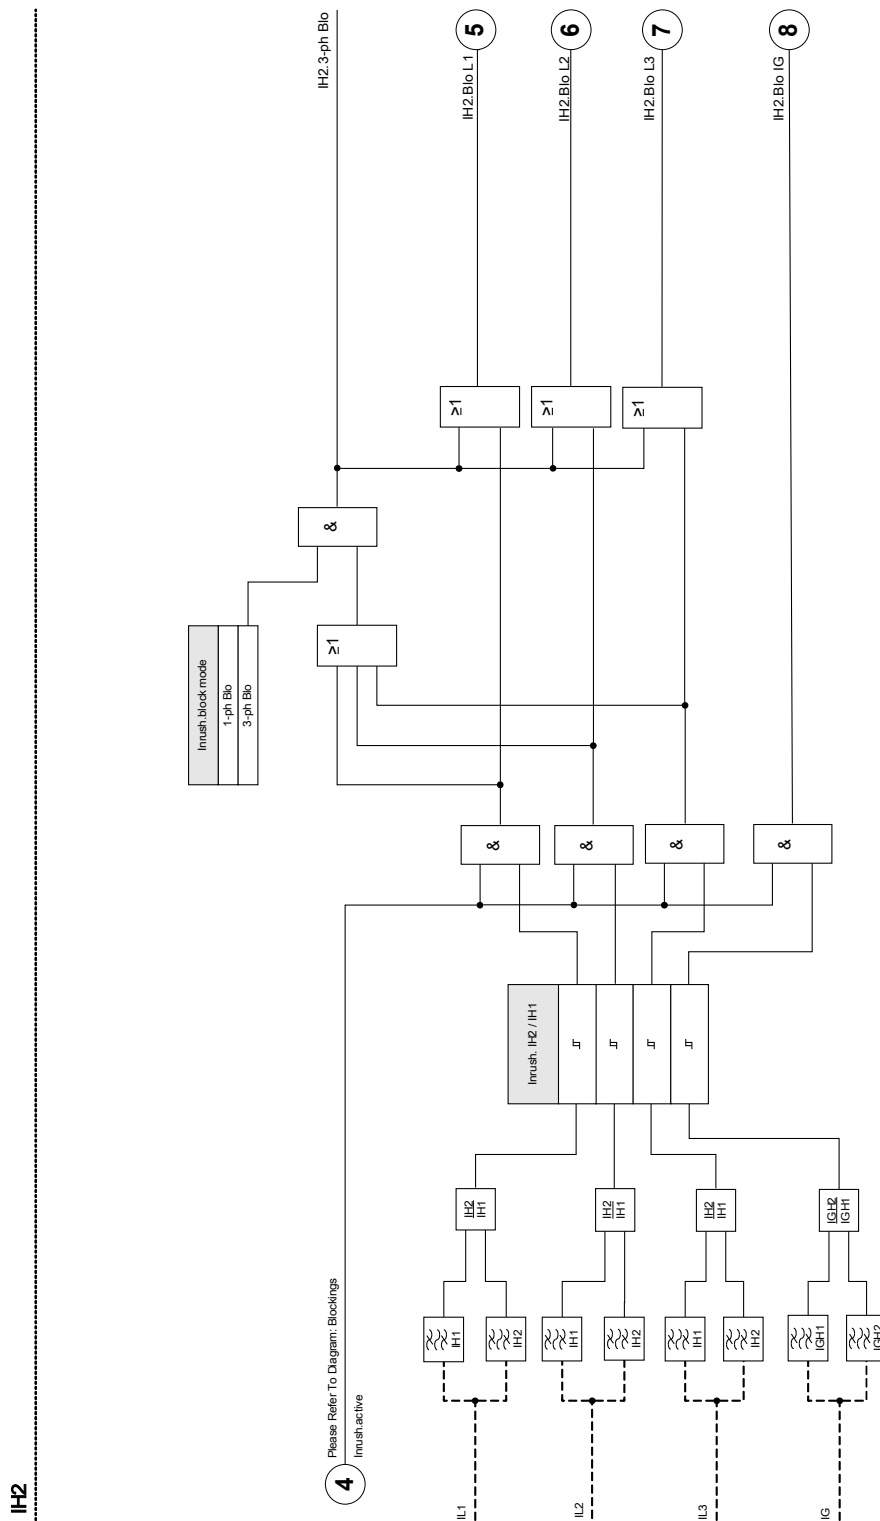 IH2
4
Please Refer To Diagram: Blockings
Inrush.active
IL1
IL2
IL3
IG
IH1
IH2
IH1
IH2
IH1
IH2
IGH1
IGH2
IH2
IH1
IH2
IH1
IH2
IH1
IGH2
IGH1
Inrush. IH2 / IH1
&
&
&
&
Inrush.block mode
1-ph Blo
3-ph Blo
≥1
&
≥1
≥1
≥1
IH2.3-ph Blo
IH2.Blo L1
5
IH2.Blo L2
6
IH2.Blo L3
7
IH2.Blo IG
8